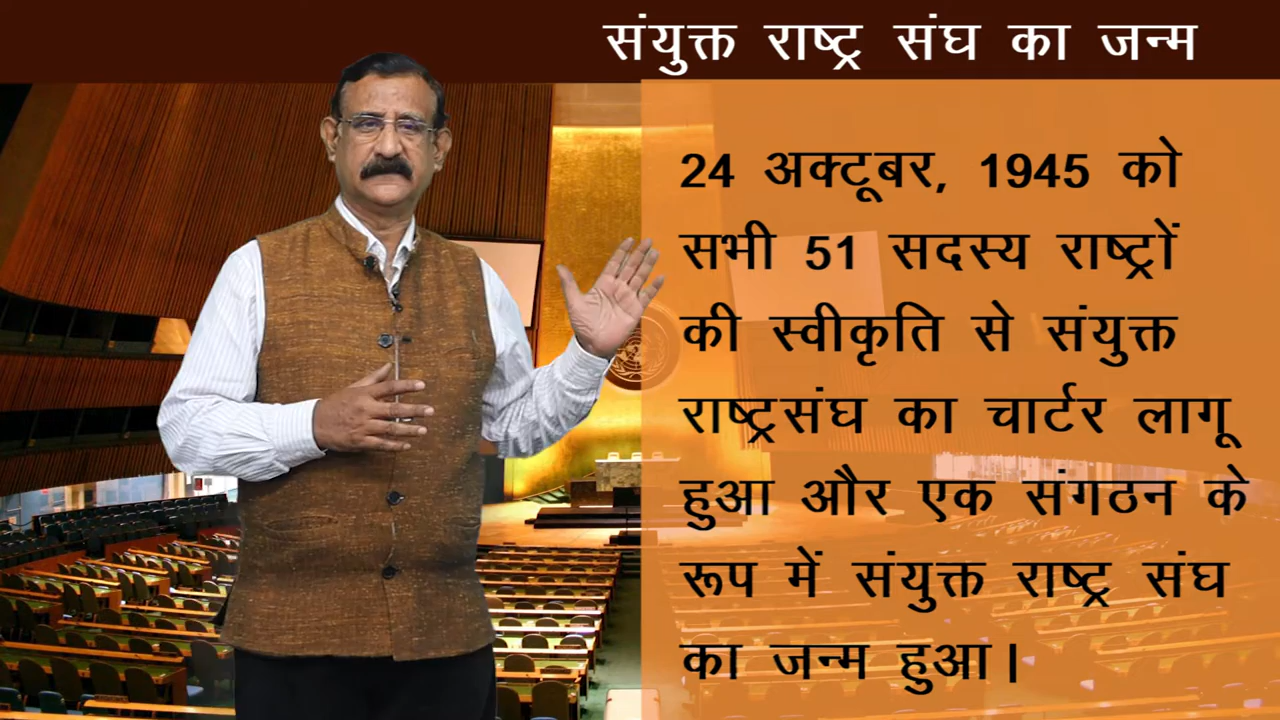 संयुक्त राष्ट्र संघ का जन्म
24 अक्टूबर, 1945 को
सभी 51 सदस्य राष्ट्रों
की स्वीकृति से संयुक्त
राष्ट्रसंघ का चार्टर लागू
हुआ और एक संगठन के
रूप में संयुक्त राष्ट्र संघ
का जन्म हुआ।